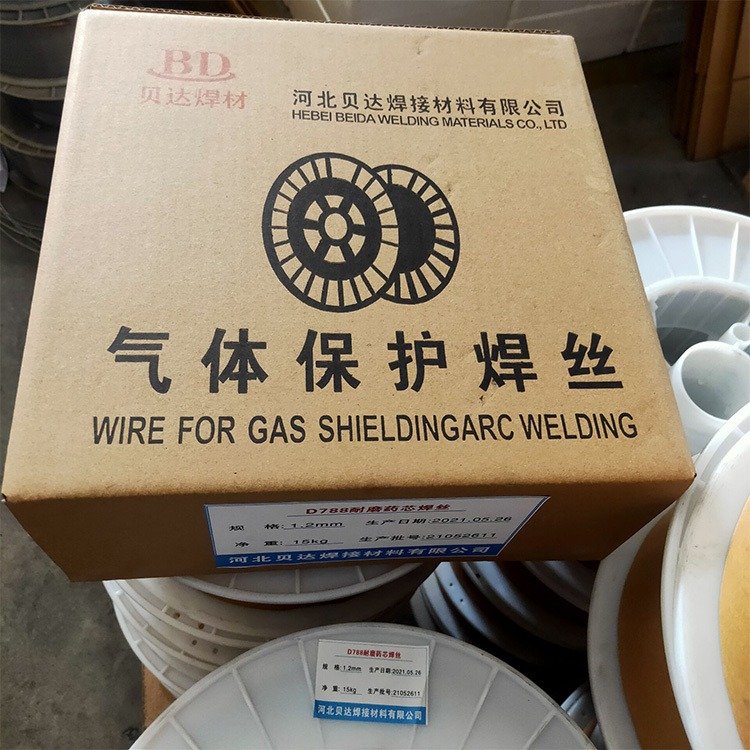 BD
贝达焊材
河北贝达焊接材料有限公司
HEBEI BEIDA WELDING MATERIALS CO., LTD
气体保护焊丝
WIRE FOR GAS SHIELDINGARC WELDING
D788耐磨药芯焊丝
规 格:1.2mm 生产日期:2021.05.26
净 重: 15kg 生产批号:21052611
河北贝达焊接材料有限公司
D788耐磨药芯焊丝
规 格: 1.2mm 生产日期:2021.05.26
净 重: 15kg 生产批号:21052611
河北贝达焊接材料有限公司